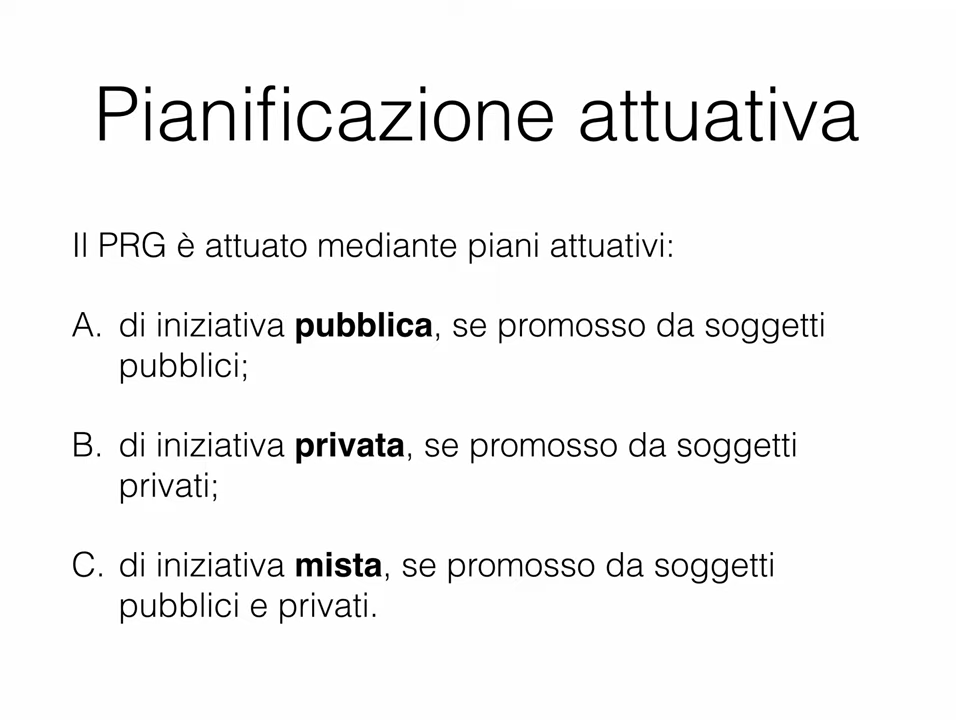 Pianificazione attuativa
Il PRG è attuato mediante piani attuativi:
A. di iniziativa pubblica, se promosso da soggetti
pubblici;
B. di iniziativa privata, se promosso da soggetti
privati;
C. di iniziativa mista, se promosso da soggetti
pubblici e privati.